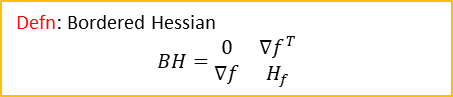 Defn: Bordered Hessian
BH = 0 ∇f^T
∇f H_f